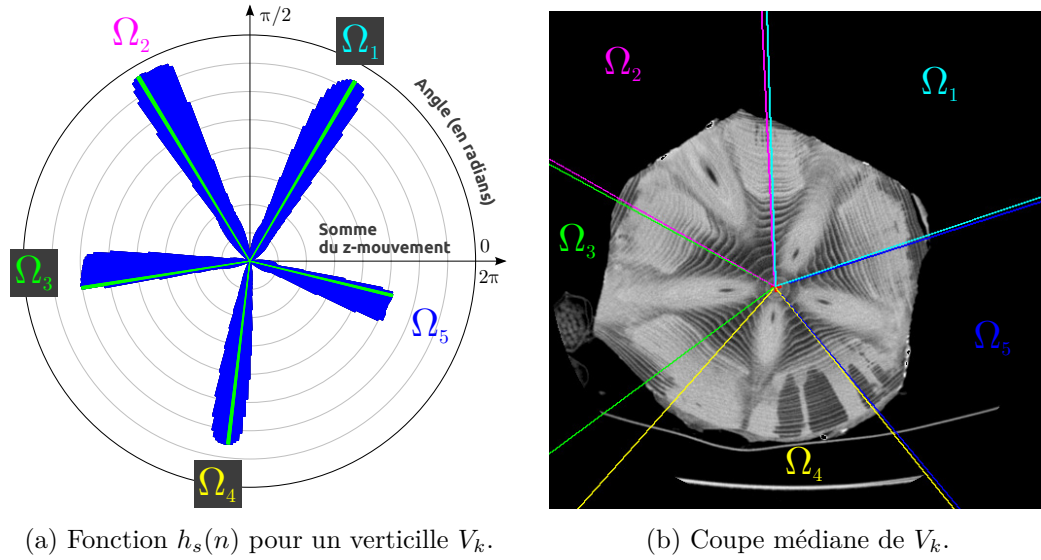 π/2
Ω₂
Ω₁
Angle (en radians)
Somme
du z-mouvement
0
2π
Ω₃
Ω₅
Ω₄
(a) Fonction hₛ(n) pour un verticille Vₖ.
Ω₂
Ω₁
Ω₃
Ω₅
Ω₄
(b) Coupe médiane de Vₖ.